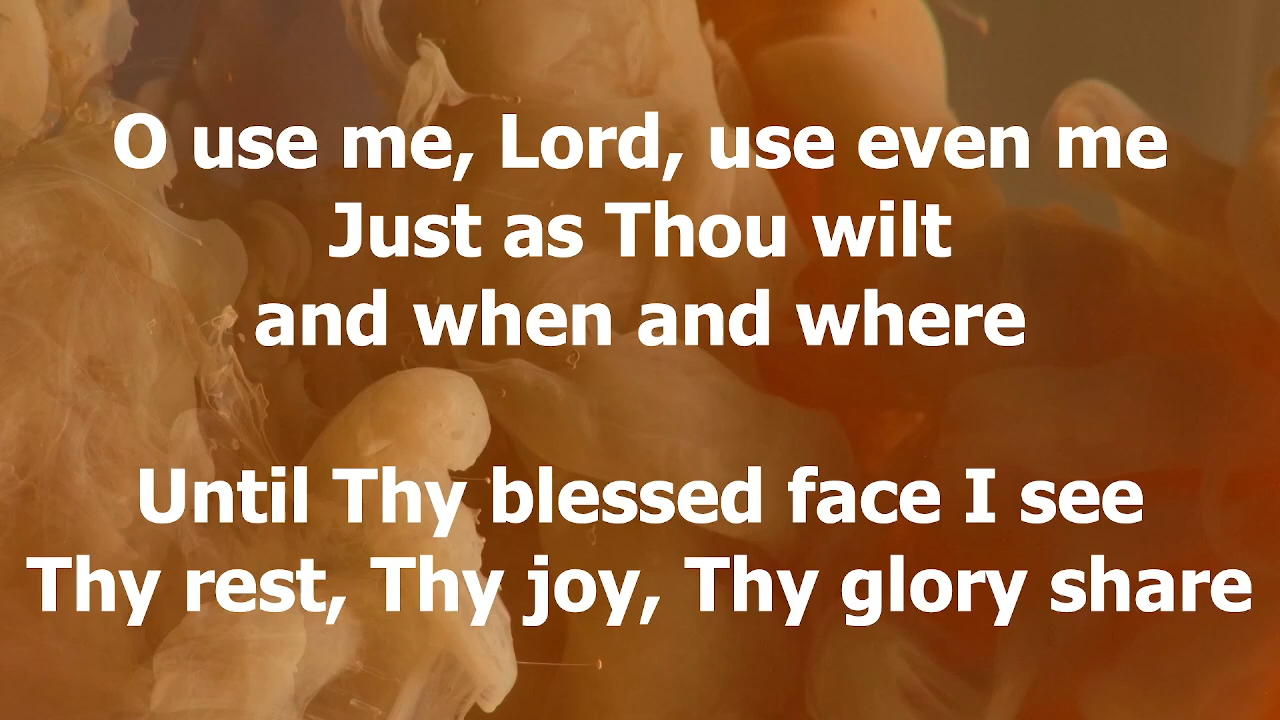 O use me, Lord, use even me
Just as Thou wilt
and when and where
Until Thy blessed face I see
Thy rest, Thy joy, Thy glory share